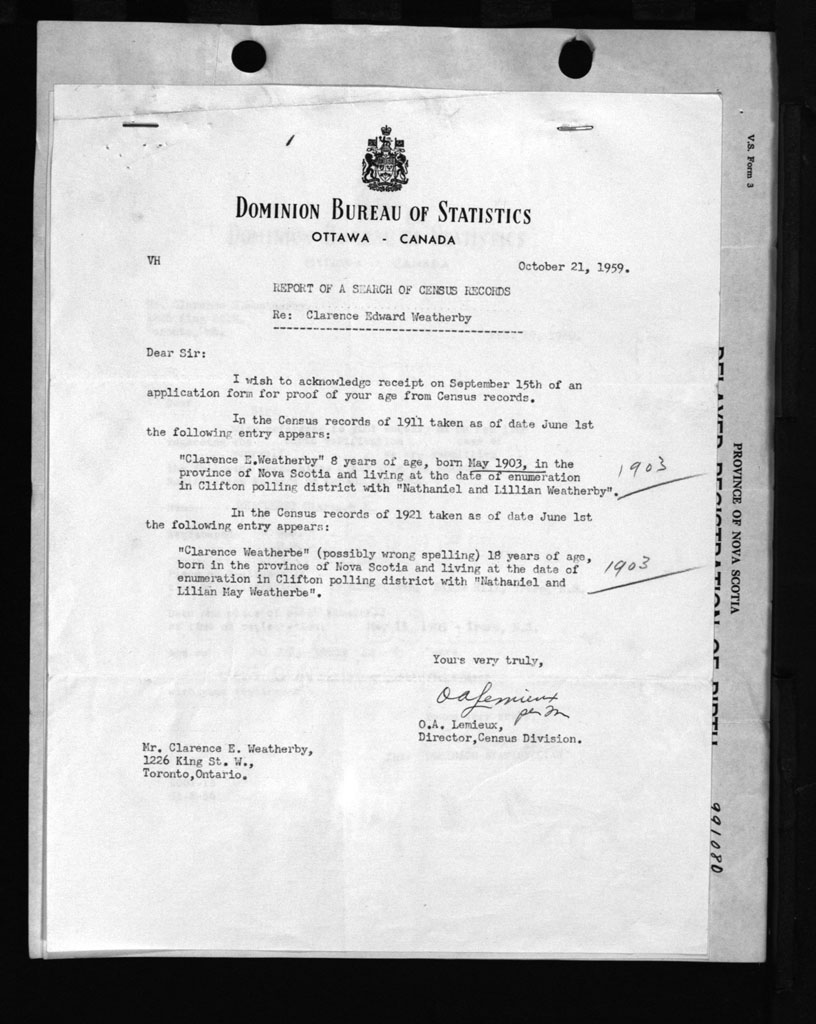 DOMINION BUREAU OF STATISTICS
OTTAWA - CANADA
VH
October 21, 1959.
REPORT OF A SEARCH OF CENSUS RECORDS
Re: Clarence Edward Weatherby
Dear Sir:
I wish to acknowledge receipt on September 15th of an
application form for proof of your age from Census records.
In the Census records of 1911 taken as of date June 1st
the following entry appears:
"Clarence E.Weatherby" 8 years of age, born May 1903, in the
province of Nova Scotia and living at the date of enumeration
in Clifton polling district with "Nathaniel and Lillian Weatherby".
1903
In the Census records of 1921 taken as of date June 1st
the following entry appears:
"Clarence Weatherbe" (possibly wrong spelling) 18 years of age,
born in the province of Nova Scotia and living at the date of
enumeration in Clifton polling district with "Nathaniel and
Lilian May Weatherbe".
1903
Yours very truly,
O A Lemieux
per
O.A. Lemieux,
Director,Census Division.
Mr. Clarence E. Weatherby,
1226 King St. W.,
Toronto,Ontario.
V.S. Form 3
PROVINCE OF NOVA SCOTIA
DELAYED REGISTRATION OF BIRTH
991080